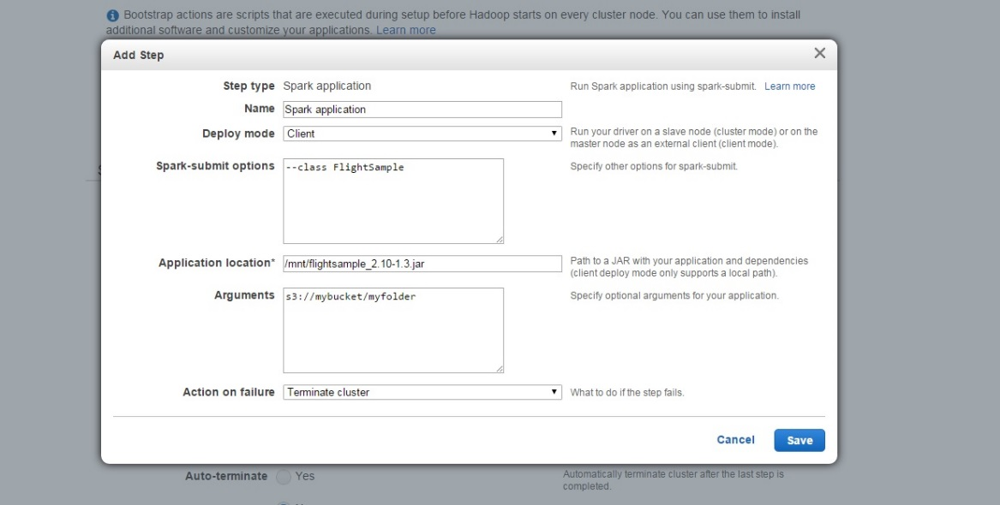 Bootstrap actions are scripts that are executed during setup before Hadoop starts on every cluster node. You can use them to install
additional software and customize your applications. Learn more
Add Step
Step type Spark application Run Spark application using spark-submit. Learn more
Name Spark application
Deploy mode Client Run your driver on a slave node (cluster mode) or on the
master node as an external client (client mode).
Spark-submit options --class FlightSample Specify other options for spark-submit.
Application location* /mnt/flightsample_2.10-1.3.jar Path to a JAR with your application and dependencies
(client deploy mode only supports a local path).
Arguments s3://mybucket/myfolder Specify optional arguments for your application.
Action on failure Terminate cluster What to do if the step fails.
Cancel Save
Auto-terminate Yes Automatically terminate cluster after the last step is
completed.